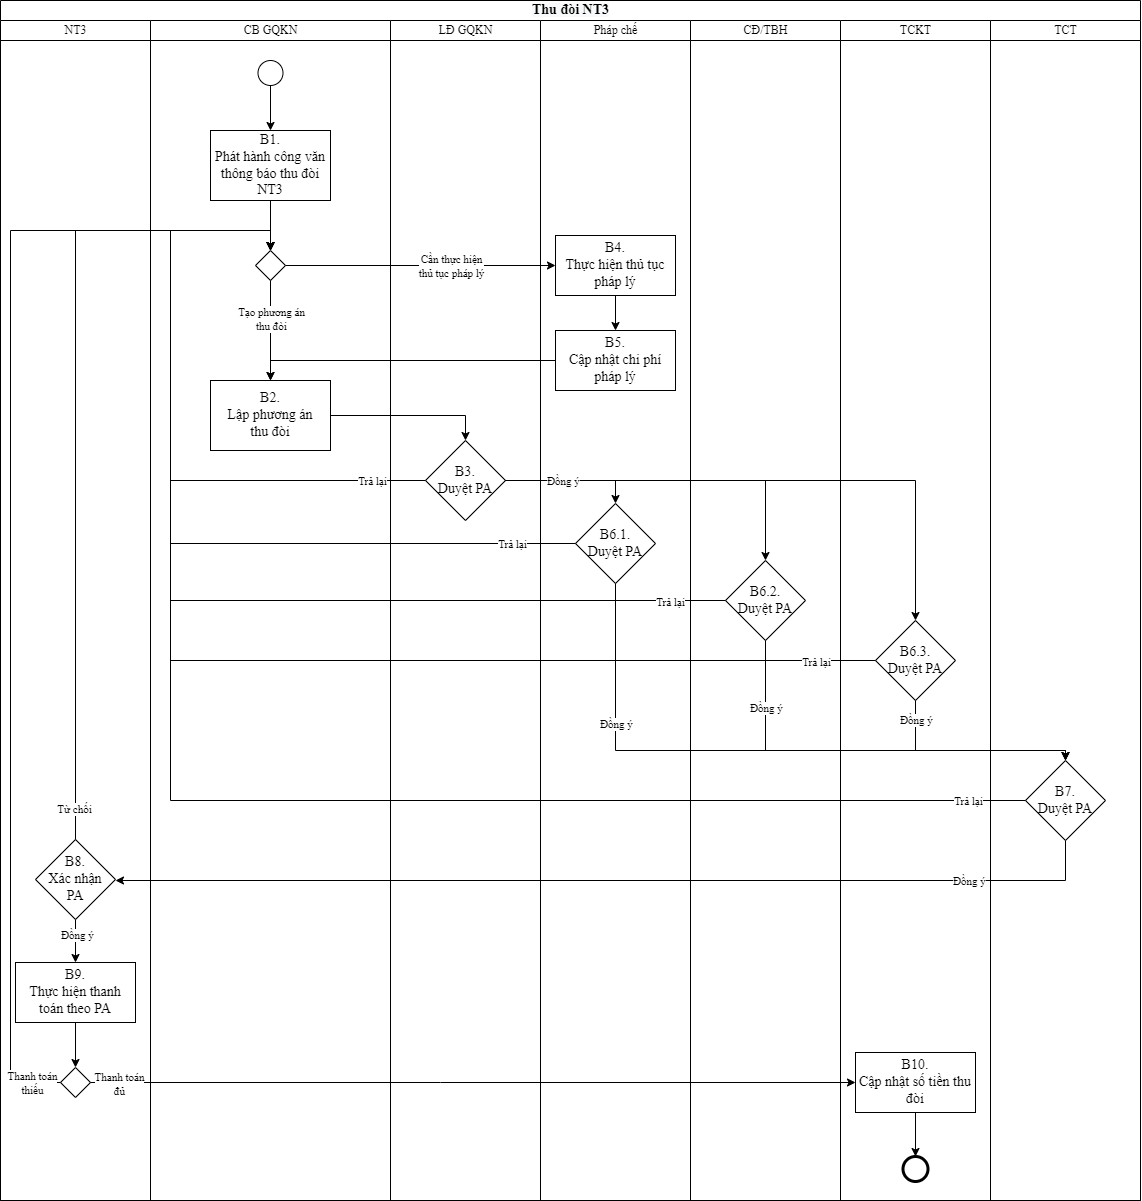 Thu đòi NT3
NT3
CB GQKN
LĐ GQKN
Pháp chế
CĐ/TBH
TCKT
TCT
B1.
Phát hành công văn
thông báo thu đòi
NT3
Cần thực hiện
thủ tục pháp lý
B4.
Thực hiện thủ tục
pháp lý
Tạo phương án
thu đòi
B5.
Cập nhật chi phí
pháp lý
B2.
Lập phương án
thu đòi
B3.
Duyệt PA
Trả lại
Đồng ý
B6.1.
Duyệt PA
Trả lại
B6.2.
Duyệt PA
Trả lại
B6.3.
Duyệt PA
Trả lại
Đồng ý
Đồng ý
Đồng ý
B7.
Duyệt PA
Trả lại
Từ chối
B8.
Xác nhận
PA
Đồng ý
Đồng ý
B9.
Thực hiện thanh
toán theo PA
Thanh toán
thiếu
Thanh toán
đủ
B10.
Cập nhật số tiền thu
đòi